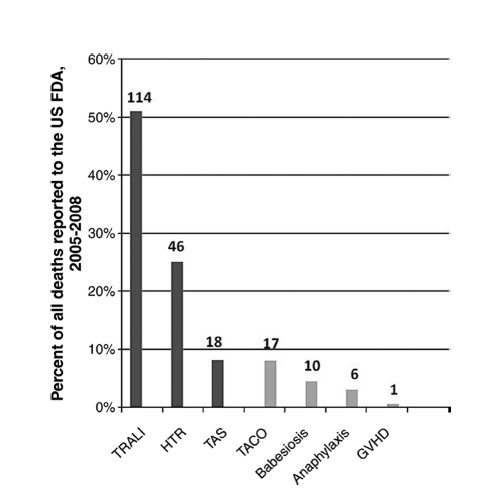 Percent of all deaths reported to the US FDA,
2005-2008
60%
50%
40%
30%
20%
10%
0%
114
46
18
17
10
6
1
TRALI
HTR
TAS
TACO
Babesiosis
Anaphylaxis
GVHD